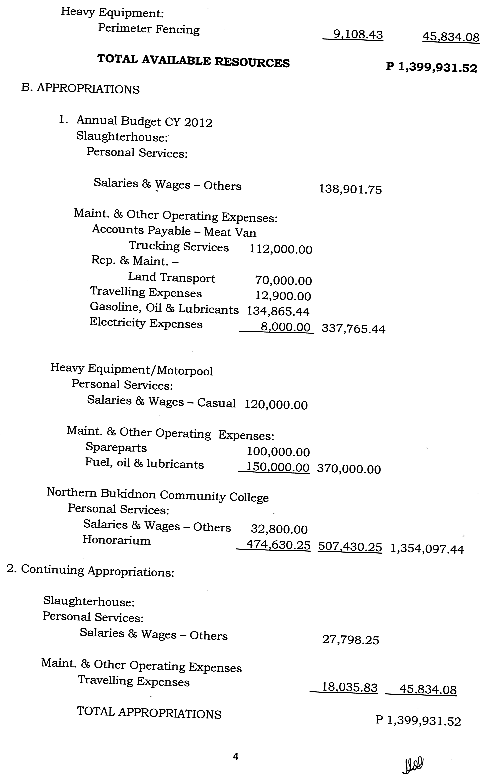 Heavy Equipment:
Perimeter Fencing 9,108.43 45,834.08
TOTAL AVAILABLE RESOURCES P 1,399,931.52
B. APPROPRIATIONS
1. Annual Budget CY 2012
Slaughterhouse:
Personal Services:
Salaries & Wages – Others 138,901.75
Maint. & Other Operating Expenses:
Accounts Payable – Meat Van
Trucking Services 112,000.00
Rep. & Maint. –
Land Transport 70,000.00
Travelling Expenses 12,900.00
Gasoline, Oil & Lubricants 134,865.44
Electricity Expenses 8,000.00 337,765.44
Heavy Equipment/Motorpool
Personal Services:
Salaries & Wages – Casual 120,000.00
Maint. & Other Operating Expenses:
Spareparts 100,000.00
Fuel, oil & lubricants 150,000.00 370,000.00
Northern Bukidnon Community College
Personal Services:
Salaries & Wages – Others 32,800.00
Honorarium 474,630.25 507,430.25 1,354,097.44
2. Continuing Appropriations:
Slaughterhouse:
Personal Services:
Salaries & Wages – Others 27,798.25
Maint. & Other Operating Expenses
Travelling Expenses 18,035.83 45,834.08
TOTAL APPROPRIATIONS P 1,399,931.52
4